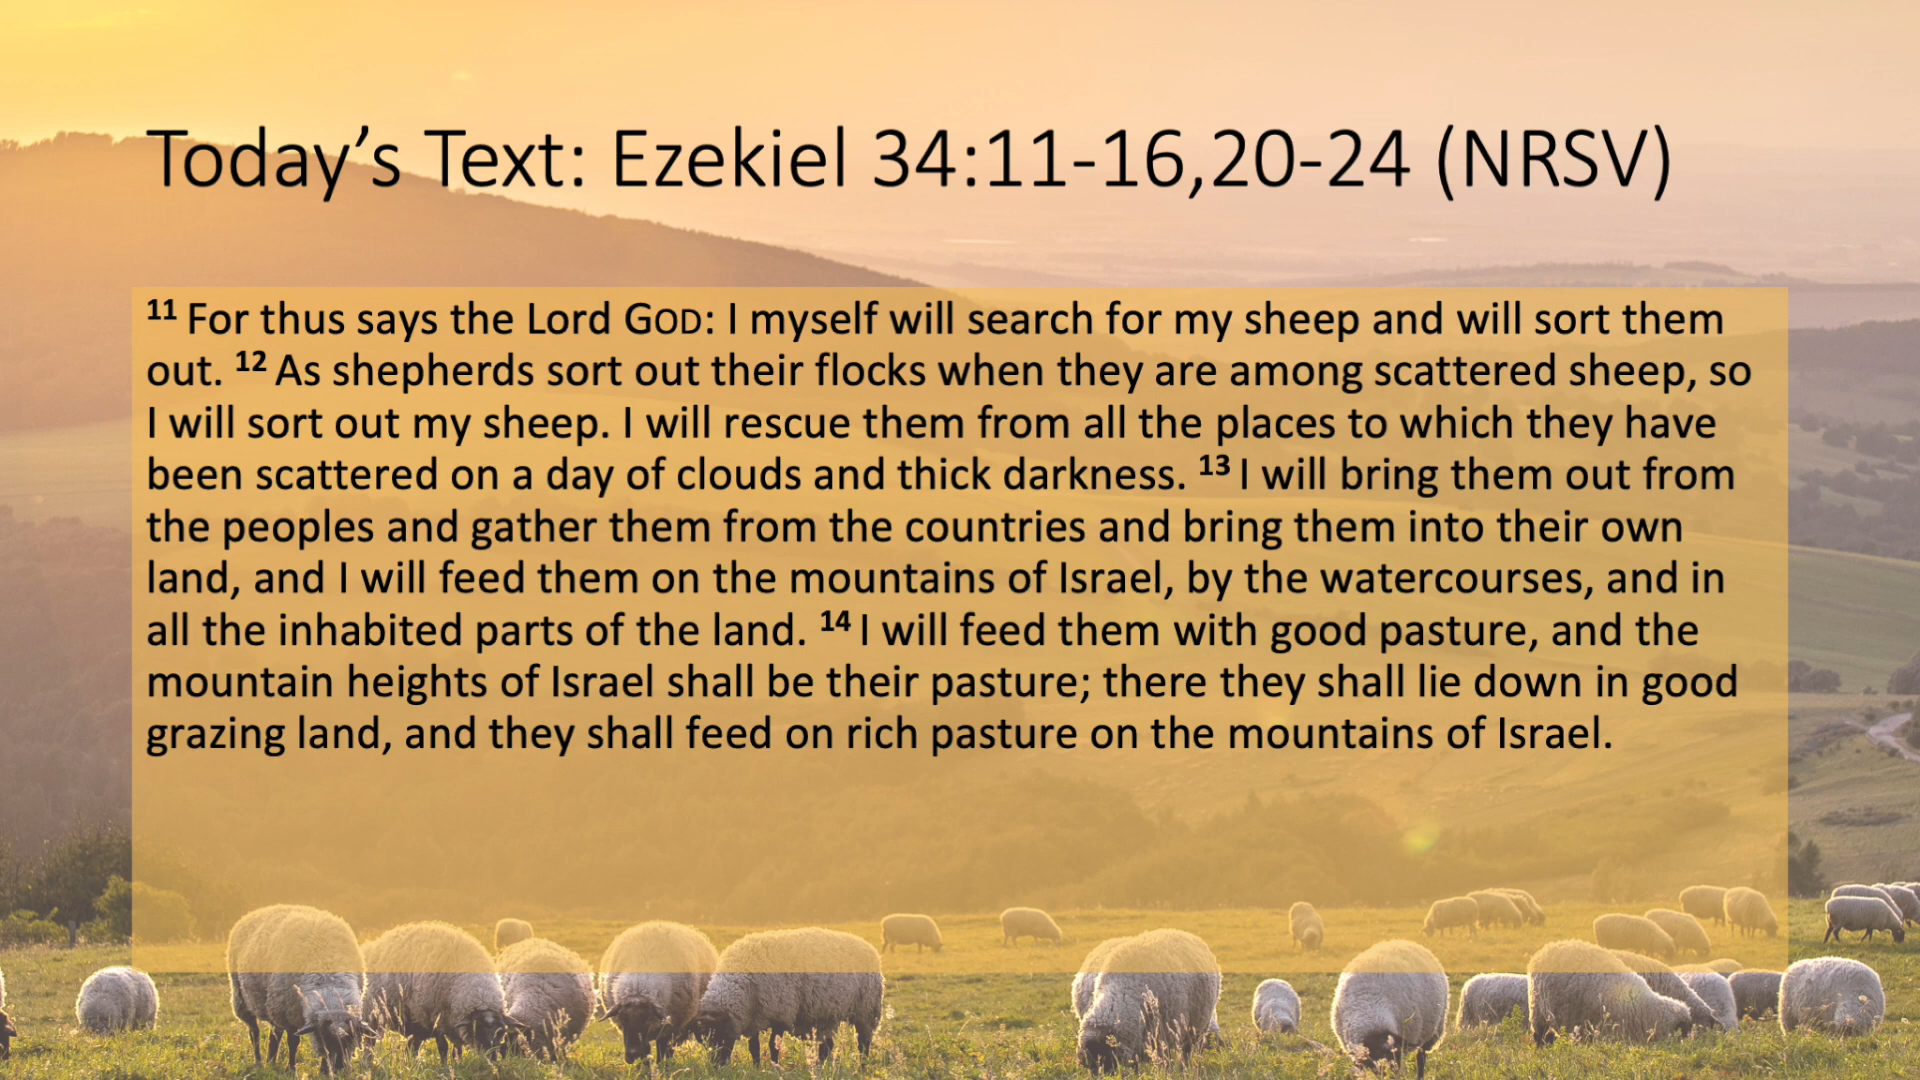 Today’s Text: Ezekiel 34:11-16,20-24 (NRSV)
11 For thus says the Lord GOD: I myself will search for my sheep and will sort them
out. 12 As shepherds sort out their flocks when they are among scattered sheep, so
I will sort out my sheep. I will rescue them from all the places to which they have
been scattered on a day of clouds and thick darkness. 13 I will bring them out from
the peoples and gather them from the countries and bring them into their own
land, and I will feed them on the mountains of Israel, by the watercourses, and in
all the inhabited parts of the land. 14 I will feed them with good pasture, and the
mountain heights of Israel shall be their pasture; there they shall lie down in good
grazing land, and they shall feed on rich pasture on the mountains of Israel.